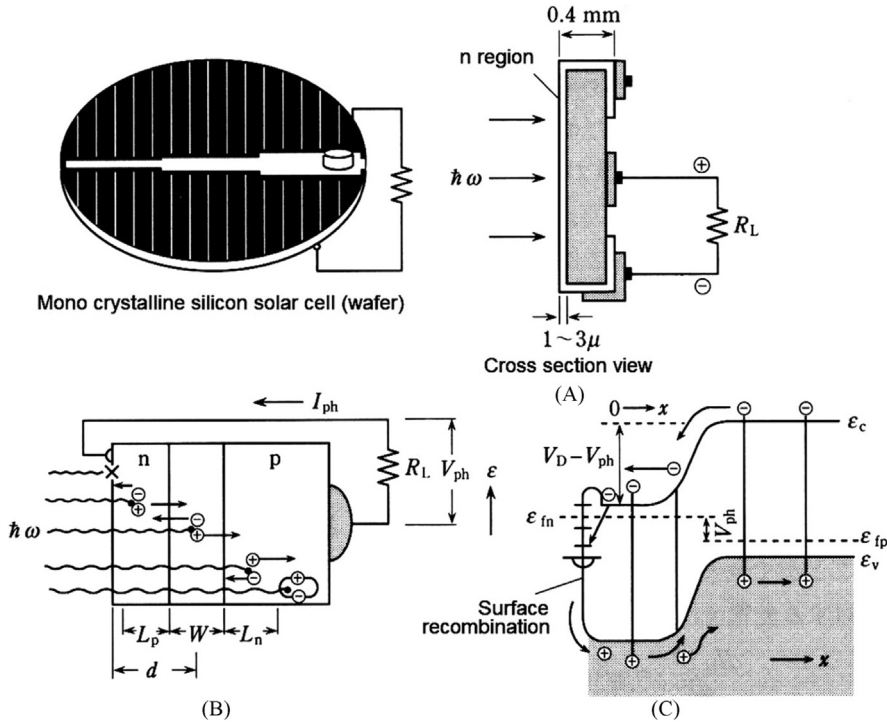 0.4 mm
n region
ħω
⊕
R_L
⊖
Mono crystalline silicon solar cell (wafer)
1~3μ
Cross section view
(A)
I_ph
n
p
R_L
V_ph
⊖
⊕
⊖
⊕
ħω
⊕
⊖
⊕
⊖
L_p
W
L_n
d
(B)
0
x
⊖
⊖
ε_c
V_D−V_ph
⊖
ε
⊖
⊖
ε_fn
V_ph
ε_fp
ε_v
⊕
⊕
Surface
recombination
⊕
⊕
⊕
x
(C)